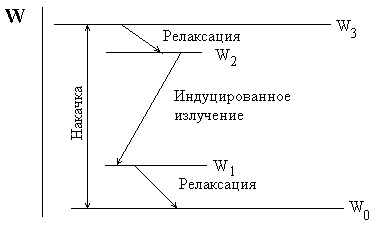 W
W3
Релаксация
W2
Накачка
Индуцированное
излучение
W1
Релаксация
W0